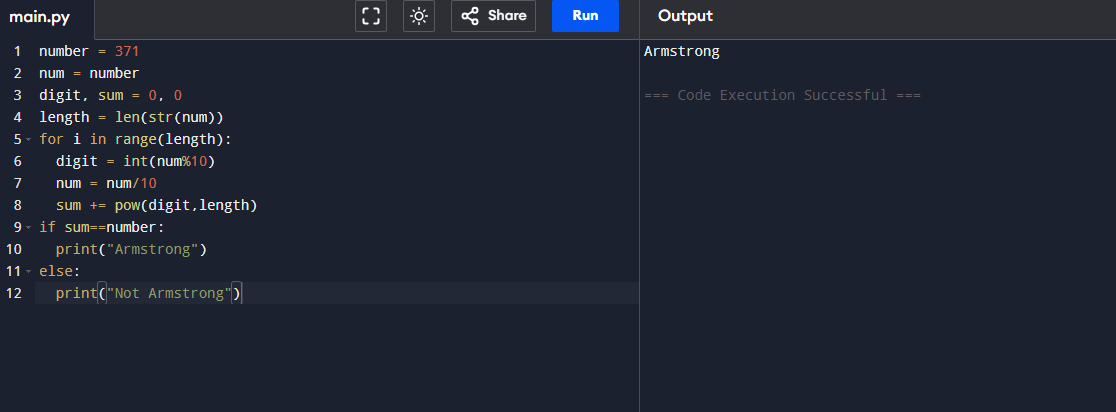 main.py Share Run Output
1 number = 371
2 num = number
3 digit, sum = 0, 0
4 length = len(str(num))
5 for i in range(length):
6   digit = int(num%10)
7   num = num/10
8   sum += pow(digit,length)
9 if sum==number:
10   print("Armstrong")
11 else:
12   print("Not Armstrong")
Armstrong
=== Code Execution Successful ===